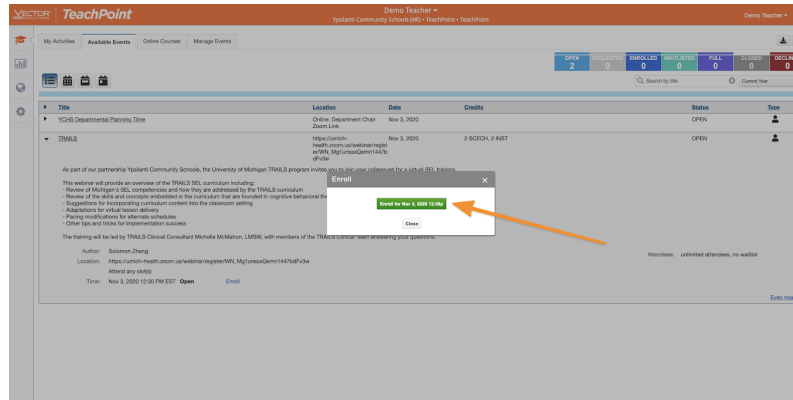 VECTOR TeachPoint
Demo Teacher
Ypsilanti Community Schools (MI) • TeachPoint • TeachPoint
Demo Teacher
My Activities Available Events Online Courses Manage Events
OPEN 2 REQUESTED 0 ENROLLED 0 WAITLISTED 0 FULL 0 CLOSED 0 DECLIN 0
Search by title Current Year
Title Location Date Credits Status Type
YCHS Departmental Planning Time Online: Department Chair Nov 3, 2020 OPEN
Zoom Link
TRAILS https://umich- Nov 3, 2020 2 SCECH, 2 INST OPEN
health.zoom.us/webinar/regist
er/WN_Mg1unssxQemn1447b
dFv3w
As part of our partnership Ypsilanti Community Schools, the University of Michigan TRAILS program invites you to join your colleagues for a virtual SEL training.
This webinar will provide an overview of the TRAILS SEL curriculum including:
- Review of Michigan's SEL competencies and how they are addressed by the TRAILS curriculum
- Review of the skills and concepts embedded in the curriculum that are founded in cognitive behavioral the
- Suggestions for incorporating curriculum content into the classroom setting
- Adaptations for virtual lesson delivery
- Pacing modifications for alternate schedules
- Other tips and tricks for implementation success
The training will be led by TRAILS Clinical Consultant Michelle McMahon, LMSW, with members of the TRAILS Clinical Team answering your questions.
Enroll
Enroll for Nov 3, 2020 12:30p
Close
Author: Solomon Zheng
Location: https://umich-health.zoom.us/webinar/register/WN_Mg1unssxQemn1447bdFv3w
Attend any slot(s)
Time: Nov 3, 2020 12:30 PM EST Open Enroll
Attendees: unlimited attendees, no waitlist
Even mor